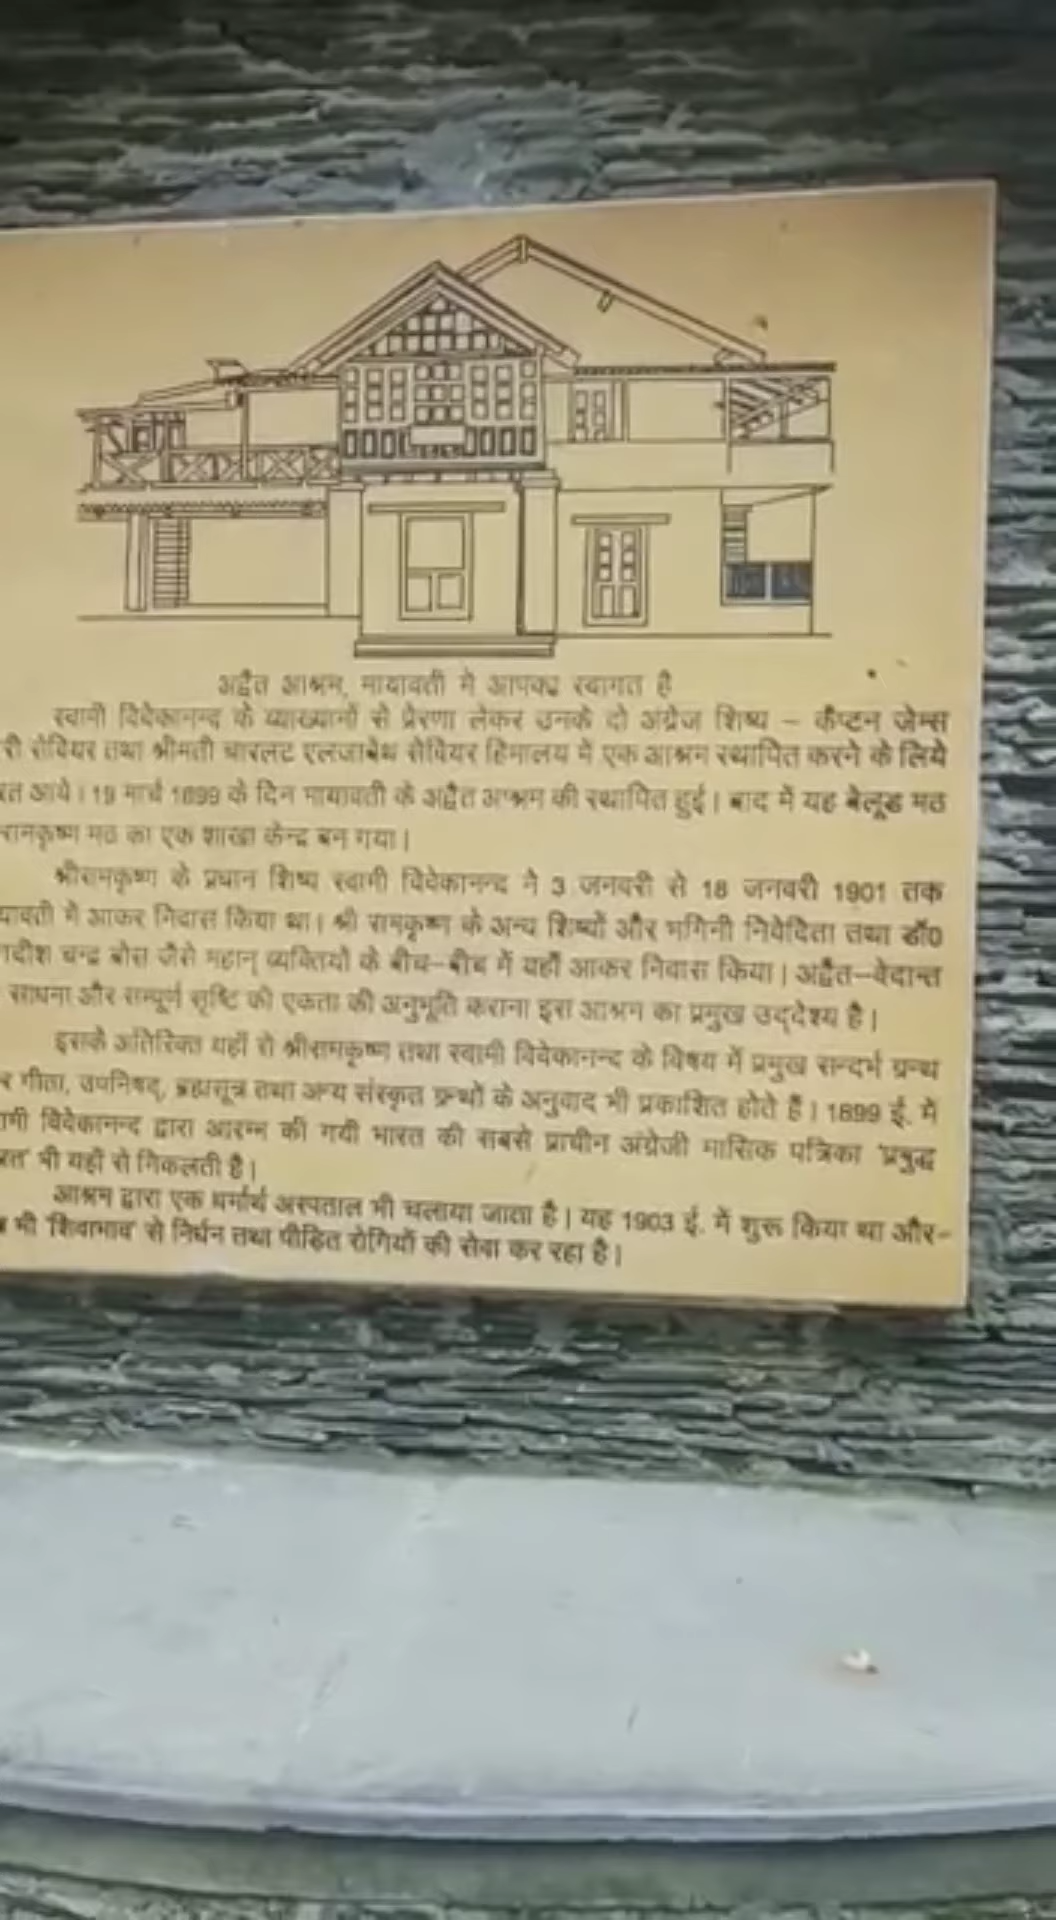 अद्वैत आश्रम, मायावती में आपका स्वागत है
स्वामी विवेकानन्द के व्याख्यानों से प्रेरणा लेकर उनके दो अंग्रेज शिष्य – कैप्टन जेम्स
री सेवियर तथा श्रीमती चारलट एलजाबेथ सेवियर हिमालय में एक आश्रम स्थापित करने के लिये
रत आये। 19 मार्च 1899 के दिन मायावती के अद्वैत आश्रम की स्थापित हुई। बाद में यह बेलूड मठ
रामकृष्ण मठ का एक शाखा केन्द्र बन गया।
श्रीरामकृष्ण के प्रधान शिष्य स्वामी विवेकानन्द ने 3 जनवरी से 18 जनवरी 1901 तक
यावती में आकर निवास किया था। श्री रामकृष्ण के अन्य शिष्यों और भगिनी निवेदिता तथा डॉ0
गदीश चन्द्र बोस जैसे महान् व्यक्तियों के बीच–बीच में यहाँ आकर निवास किया। अद्वैत–वेदान्त
साधना और सम्पूर्ण सृष्टि की एकता की अनुभूति कराना इस आश्रम का प्रमुख उद्देश्य है।
इसके अतिरिक्त यहाँ से श्रीरामकृष्ण तथा स्वामी विवेकानन्द के विषय में प्रमुख सन्दर्भ ग्रन्थ
र गीता, उपनिषद्, ब्रह्मसूत्र तथा अन्य संस्कृत ग्रन्थों के अनुवाद भी प्रकाशित होते हैं। 1899 ई. में
ामी विवेकानन्द द्वारा आरम्भ की गयी भारत की सबसे प्राचीन अंग्रेजी मासिक पत्रिका 'प्रबुद्ध
रत' भी यहाँ से निकलती है।
आश्रम द्वारा एक धर्मार्थ अस्पताल भी चलाया जाता है। यह 1903 ई. में शुरू किया था और–
भी 'शिवाभाव' से निर्धन तथा पीड़ित रोगियों की सेवा कर रहा है।